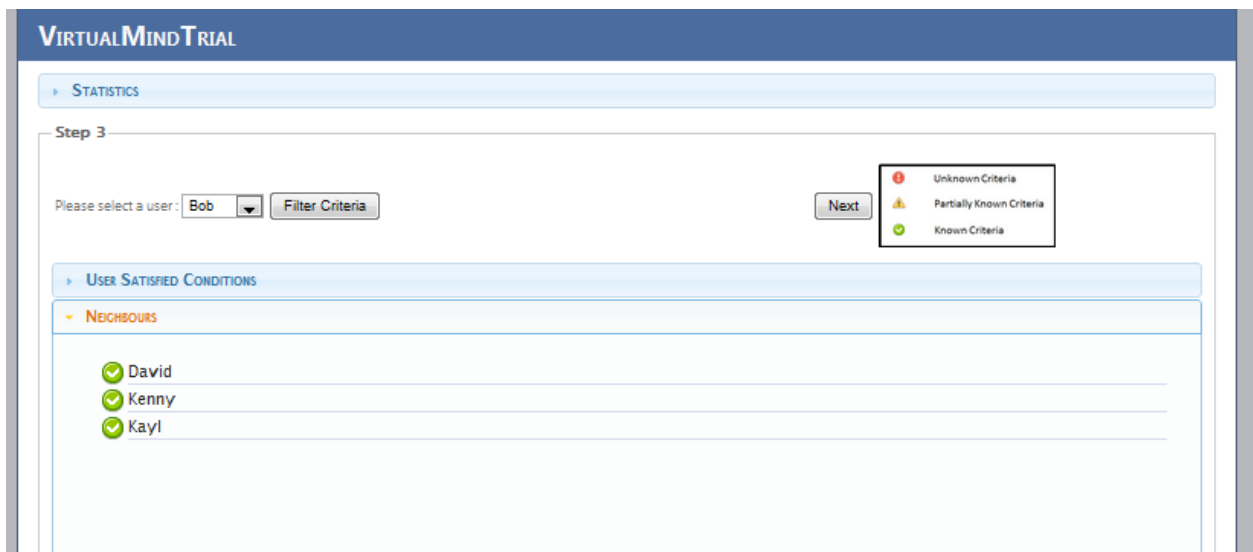 VirtualMindTrial
Statistics
Step 3
Please select a user : Bob Filter Criteria Next
Unknown Criteria
Partially Known Criteria
Known Criteria
User Satisfied Conditions
Neighbours
David
Kenny
Kayl